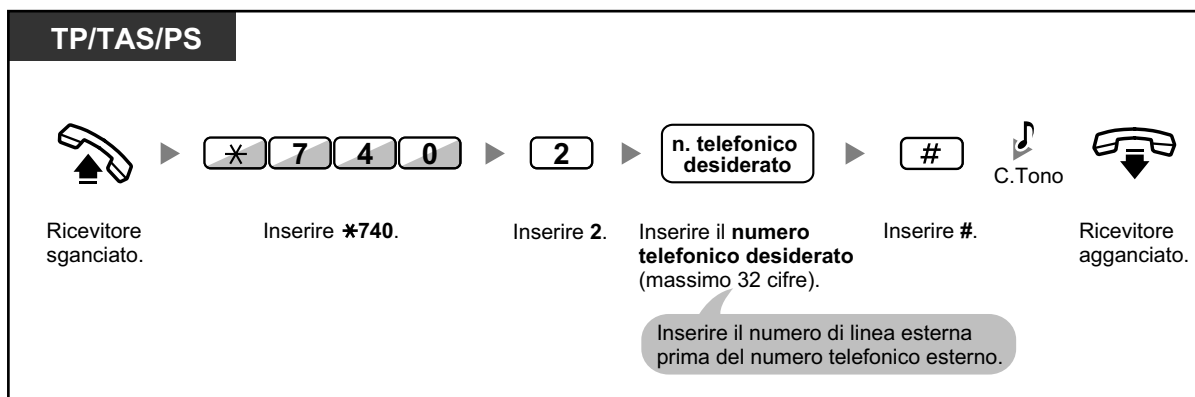 TP/TAS/PS
✳ 7 4 0
2
n. telefonico
desiderato
#
C.Tono
Ricevitore
sganciato.
Inserire ✳740.
Inserire 2.
Inserire il numero
telefonico desiderato
(massimo 32 cifre).
Inserire #.
Ricevitore
agganciato.
Inserire il numero di linea esterna
prima del numero telefonico esterno.